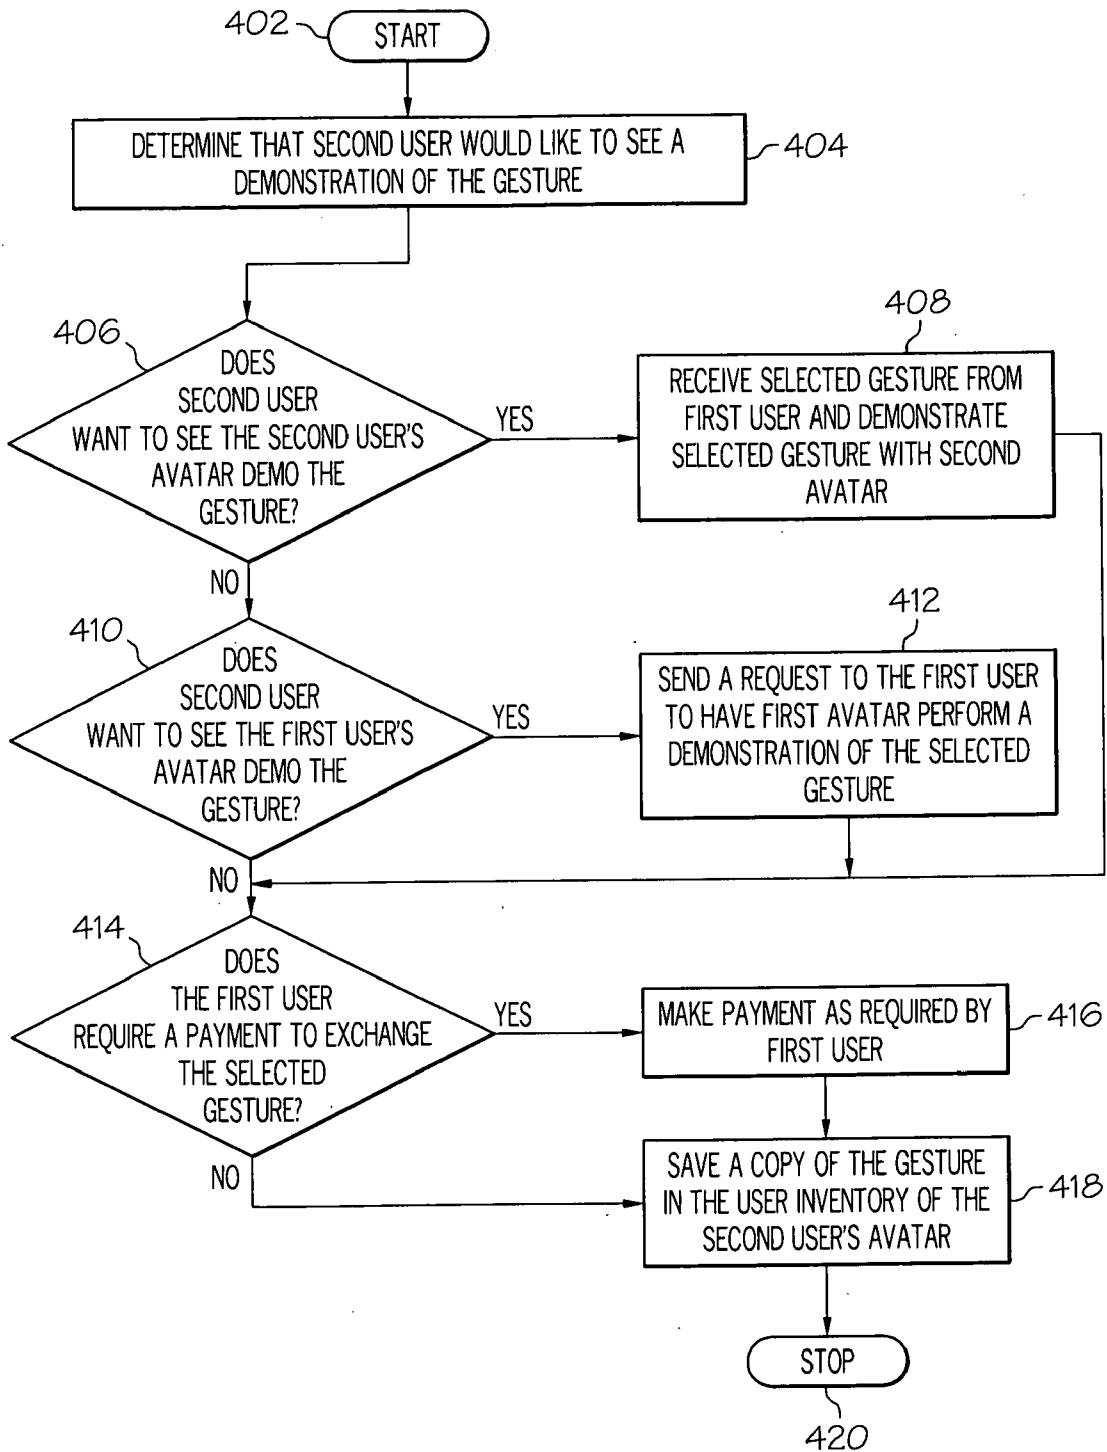 402
START
DETERMINE THAT SECOND USER WOULD LIKE TO SEE A
DEMONSTRATION OF THE GESTURE
404
406
DOES
SECOND USER
WANT TO SEE THE SECOND USER'S
AVATAR DEMO THE
GESTURE?
YES
NO
408
RECEIVE SELECTED GESTURE FROM
FIRST USER AND DEMONSTRATE
SELECTED GESTURE WITH SECOND
AVATAR
410
DOES
SECOND USER
WANT TO SEE THE FIRST USER'S
AVATAR DEMO THE
GESTURE?
YES
NO
412
SEND A REQUEST TO THE FIRST USER
TO HAVE FIRST AVATAR PERFORM A
DEMONSTRATION OF THE SELECTED
GESTURE
414
DOES
THE FIRST USER
REQUIRE A PAYMENT TO EXCHANGE
THE SELECTED
GESTURE?
YES
NO
MAKE PAYMENT AS REQUIRED BY
FIRST USER
416
SAVE A COPY OF THE GESTURE
IN THE USER INVENTORY OF THE
SECOND USER'S AVATAR
418
STOP
420